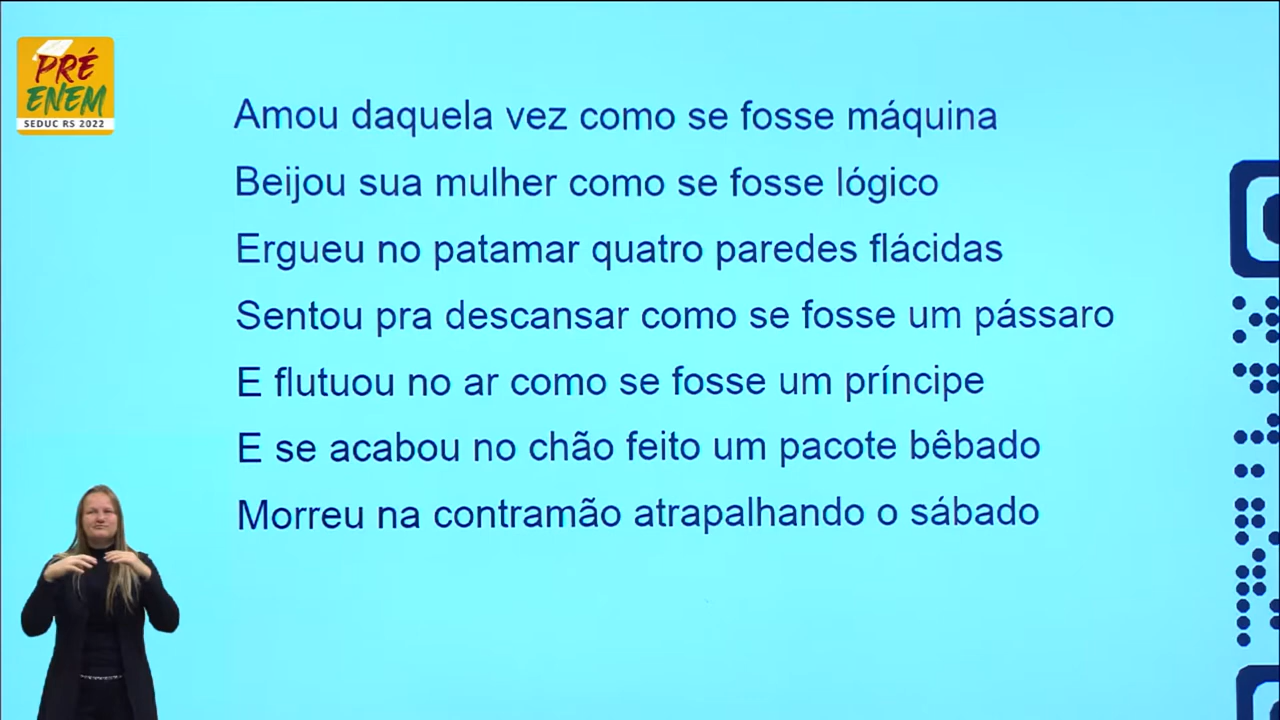 PRÉ
ENEM
SEDUC RS 2022
Amou daquela vez como se fosse máquina
Beijou sua mulher como se fosse lógico
Ergueu no patamar quatro paredes flácidas
Sentou pra descansar como se fosse um pássaro
E flutuou no ar como se fosse um príncipe
E se acabou no chão feito um pacote bêbado
Morreu na contramão atrapalhando o sábado